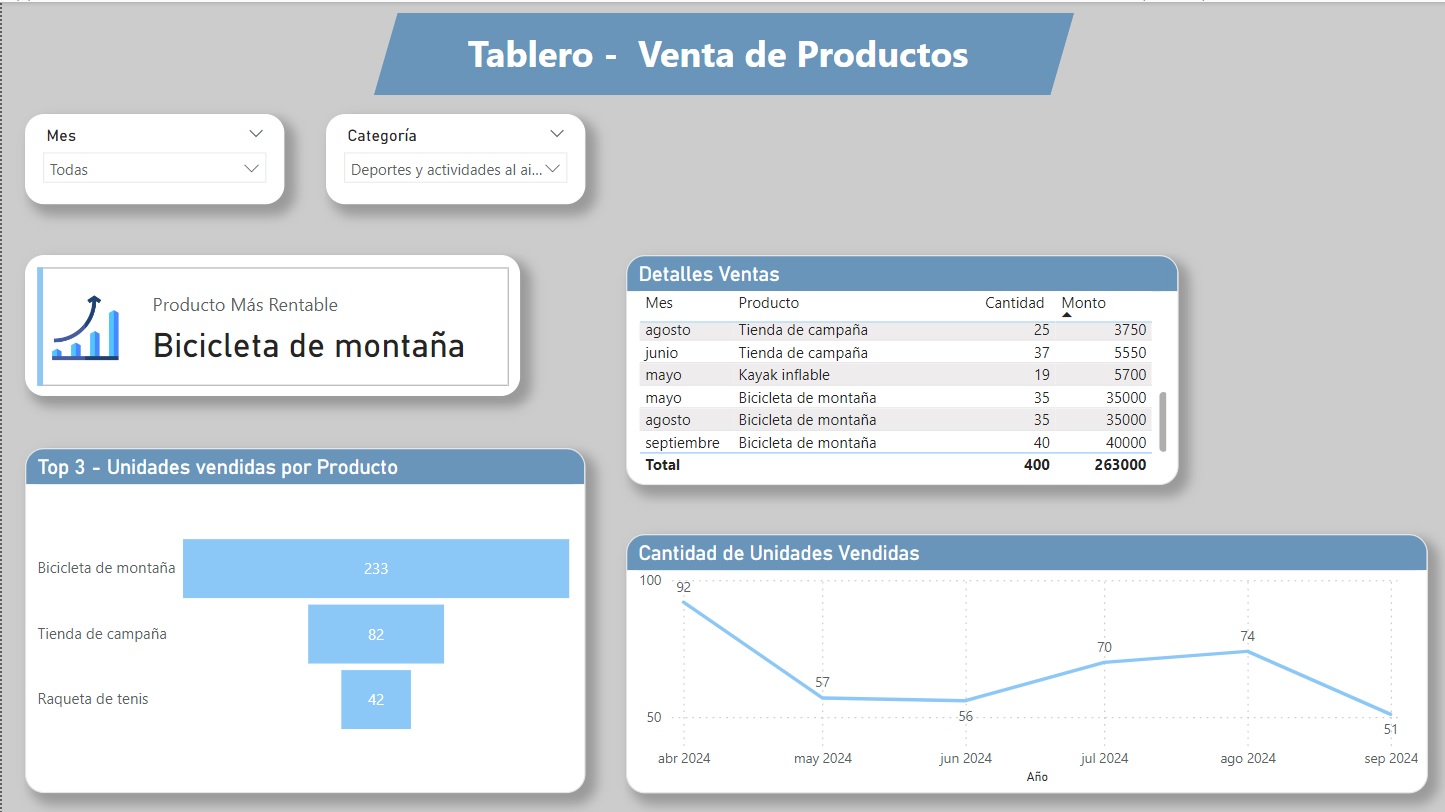 Tablero - Venta de Productos
Mes
Todas
Categoría
Deportes y actividades al ai...
Producto Más Rentable
Bicicleta de montaña
Detalles Ventas
Mes Producto Cantidad Monto
agosto Tienda de campaña 25 3750
junio Tienda de campaña 37 5550
mayo Kayak inflable 19 5700
mayo Bicicleta de montaña 35 35000
agosto Bicicleta de montaña 35 35000
septiembre Bicicleta de montaña 40 40000
Total 400 263000
Top 3 - Unidades vendidas por Producto
Bicicleta de montaña 233
Tienda de campaña 82
Raqueta de tenis 42
Cantidad de Unidades Vendidas
100
50
92
57
56
70
74
51
abr 2024 may 2024 jun 2024 jul 2024 ago 2024 sep 2024
Año